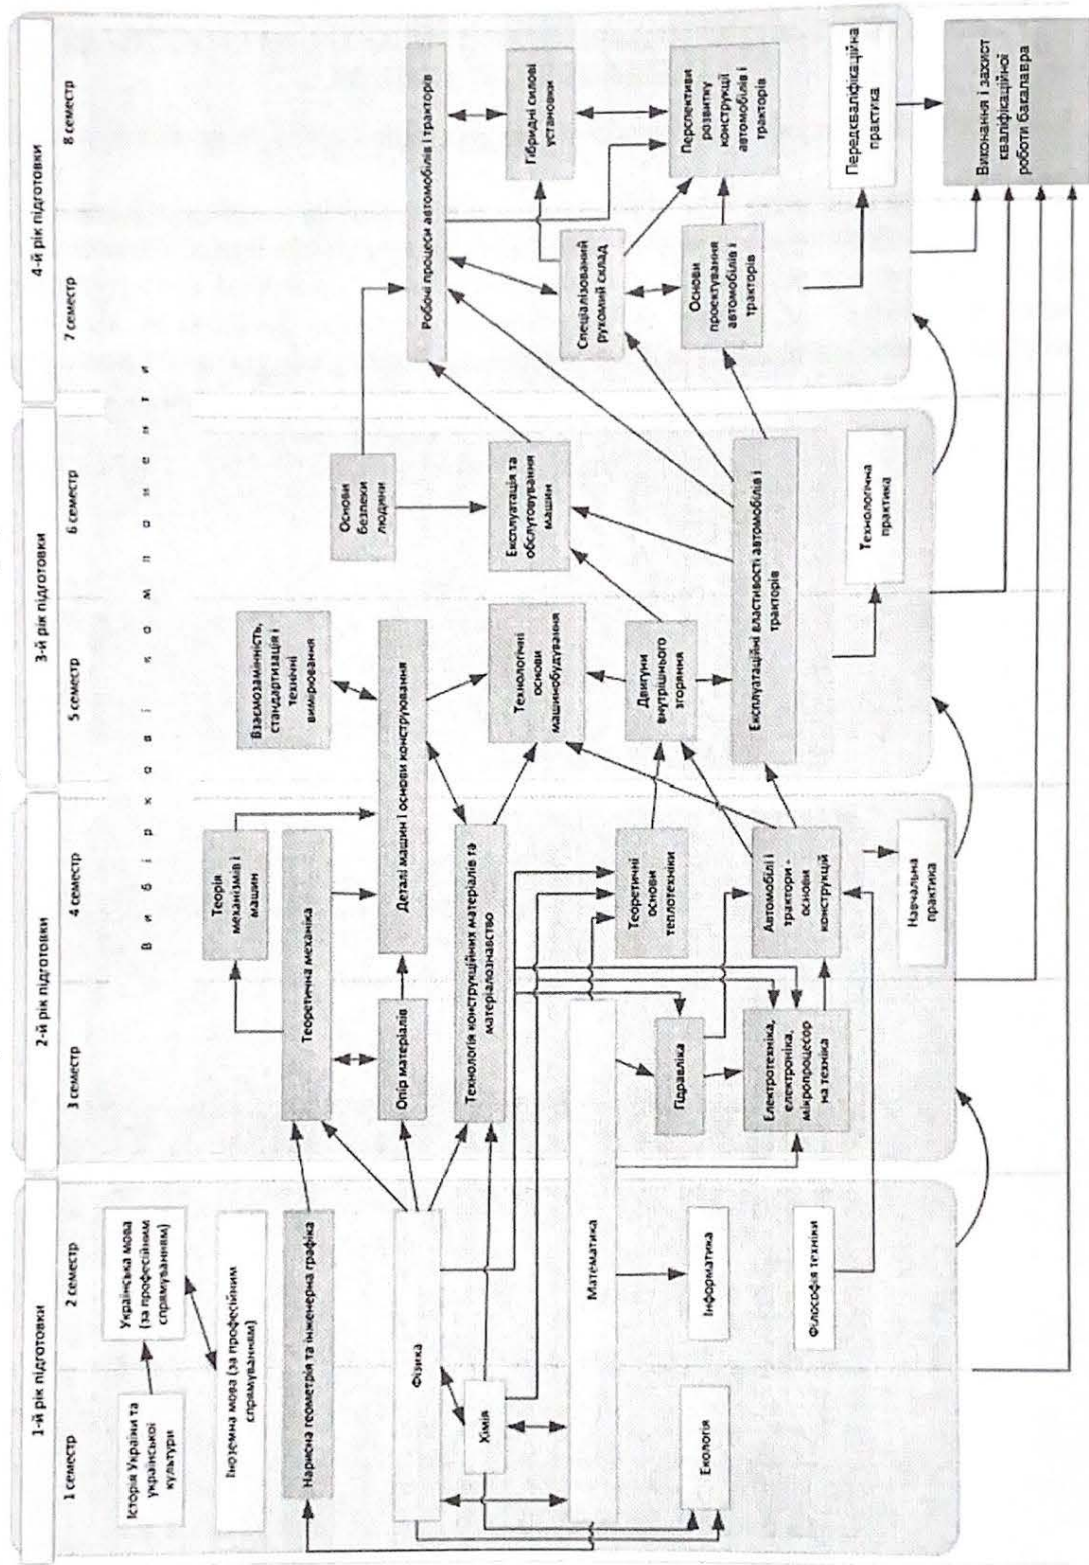 1-й рік підготовки
2-й рік підготовки
3-й рік підготовки
4-й рік підготовки
1 семестр
2 семестр
3 семестр
4 семестр
5 семестр
6 семестр
7 семестр
8 семестр
Вибіркові компоненти
Історія України та
української
культури
Українська мова
(за професійним
спрямуванням)
Іноземна мова (за професійним
спрямуванням)
Нарисна геометрія та інженерна графіка
Фізика
Хімія
Математика
Екологія
Інформатика
Філософія техніки
Теорія
механізмів і
машин
Теоретична механіка
Опір матеріалів
Деталі машин і основи конструювання
Технологія конструкційних матеріалів та
матеріалознавство
Гідравліка
Теоретичні
основи
теплотехніки
Електротехніка,
електроніка,
мікропроцесор
на техніка
Автомобілі і
трактори -
основи
конструкцій
Навчальна
практика
Взаємозамінність,
стандартизація і
технічні
вимірювання
Технологічні
основи
машинобудування
Двигуни
внутрішнього
згоряння
Експлуатаційні властивості автомобілів і
тракторів
Основи
безпеки
людини
Експлуатація та
обслуговування
машин
Технологічна
практика
Робочі процеси автомобілів і тракторів
Спеціалізований
рухомий склад
Основи
проектування
автомобілів і
тракторів
Гібридні силові
установки
Перспективи
розвитку
конструкції
автомобілів і
тракторів
Передкваліфікаційна
практика
Виконання і захист
кваліфікаційної
роботи бакалавра